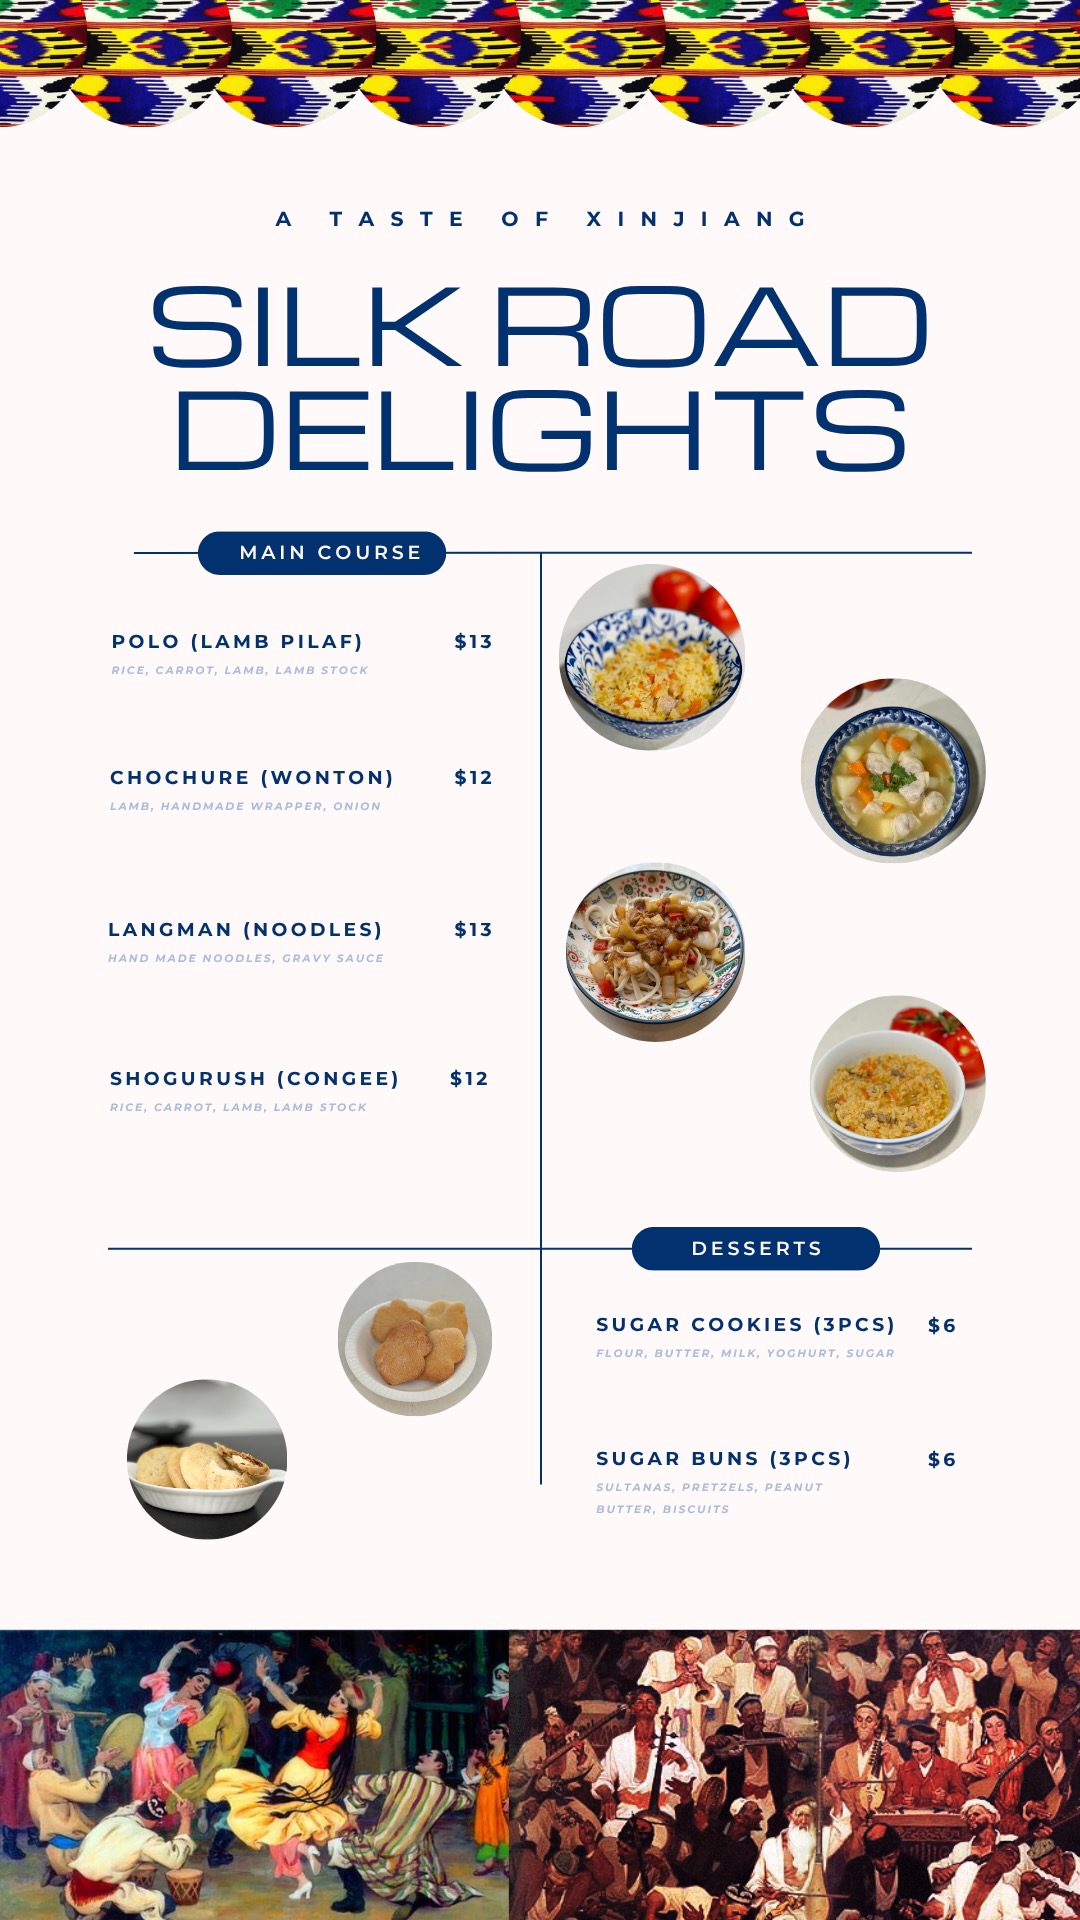 A TASTE OF XINJIANG
SILK ROAD
DELIGHTS
MAIN COURSE
POLO (LAMB PILAF) $13
RICE, CARROT, LAMB, LAMB STOCK
CHOCHURE (WONTON) $12
LAMB, HANDMADE WRAPPER, ONION
LANGMAN (NOODLES) $13
HAND MADE NOODLES, GRAVY SAUCE
SHOGURUSH (CONGEE) $12
RICE, CARROT, LAMB, LAMB STOCK
DESSERTS
SUGAR COOKIES (3PCS) $6
FLOUR, BUTTER, MILK, YOGHURT, SUGAR
SUGAR BUNS (3PCS) $6
SULTANAS, PRETZELS, PEANUT
BUTTER, BISCUITS